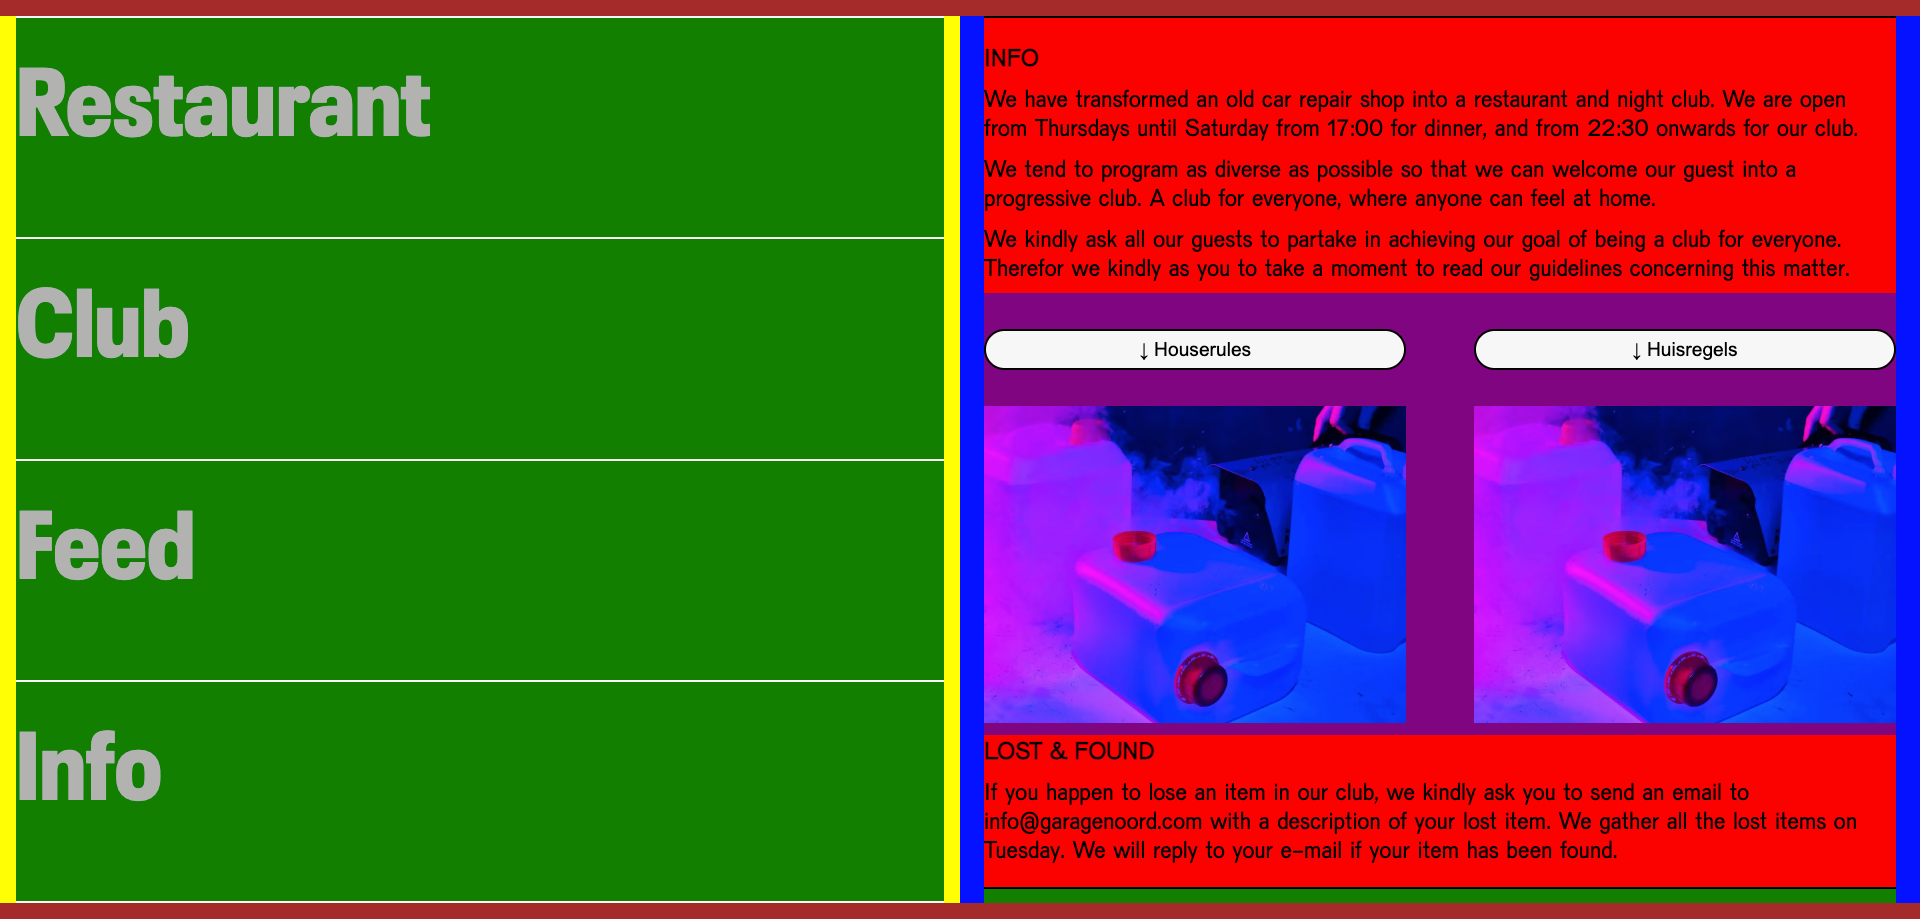 Restaurant
Club
Feed
Info
INFO
We have transformed an old car repair shop into a restaurant and night club. We are open
from Thursdays until Saturday from 17:00 for dinner, and from 22:30 onwards for our club.
We tend to program as diverse as possible so that we can welcome our guest into a
progressive club. A club for everyone, where anyone can feel at home.
We kindly ask all our guests to partake in achieving our goal of being a club for everyone.
Therefor we kindly as you to take a moment to read our guidelines concerning this matter.
↓ Houserules
↓ Huisregels
LOST & FOUND
If you happen to lose an item in our club, we kindly ask you to send an email to
info@garagenoord.com with a description of your lost item. We gather all the lost items on
Tuesday. We will reply to your e-mail if your item has been found.